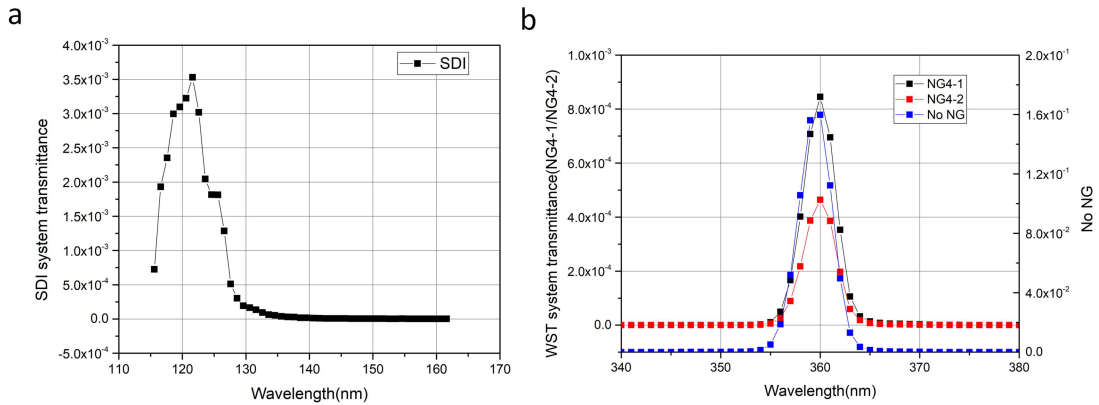 a
SDI system transmittance
4.0x10⁻³
3.5x10⁻³
3.0x10⁻³
2.5x10⁻³
2.0x10⁻³
1.5x10⁻³
1.0x10⁻³
5.0x10⁻⁴
0.0
-5.0x10⁻⁴
SDI
110 120 130 140 150 160 170
Wavelength(nm)
b
WST system transmittance(NG4-1/NG4-2)
1.0x10⁻³
8.0x10⁻⁴
6.0x10⁻⁴
4.0x10⁻⁴
2.0x10⁻⁴
0.0
NG4-1
NG4-2
No NG
2.0x10⁻¹
1.6x10⁻¹
1.2x10⁻¹
8.0x10⁻²
4.0x10⁻²
0.0
No NG
340 350 360 370 380
Wavelength(nm)